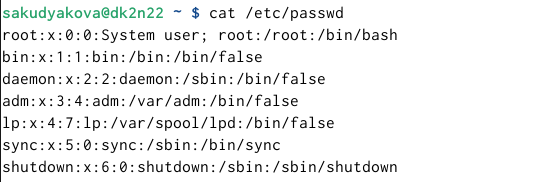 sakudyakova@dk2n22 ~ $ cat /etc/passwd
root:x:0:0:System user; root:/root:/bin/bash
bin:x:1:1:bin:/bin:/bin/false
daemon:x:2:2:daemon:/sbin:/bin/false
adm:x:3:4:adm:/var/adm:/bin/false
lp:x:4:7:lp:/var/spool/lpd:/bin/false
sync:x:5:0:sync:/sbin:/bin/sync
shutdown:x:6:0:shutdown:/sbin:/sbin/shutdown